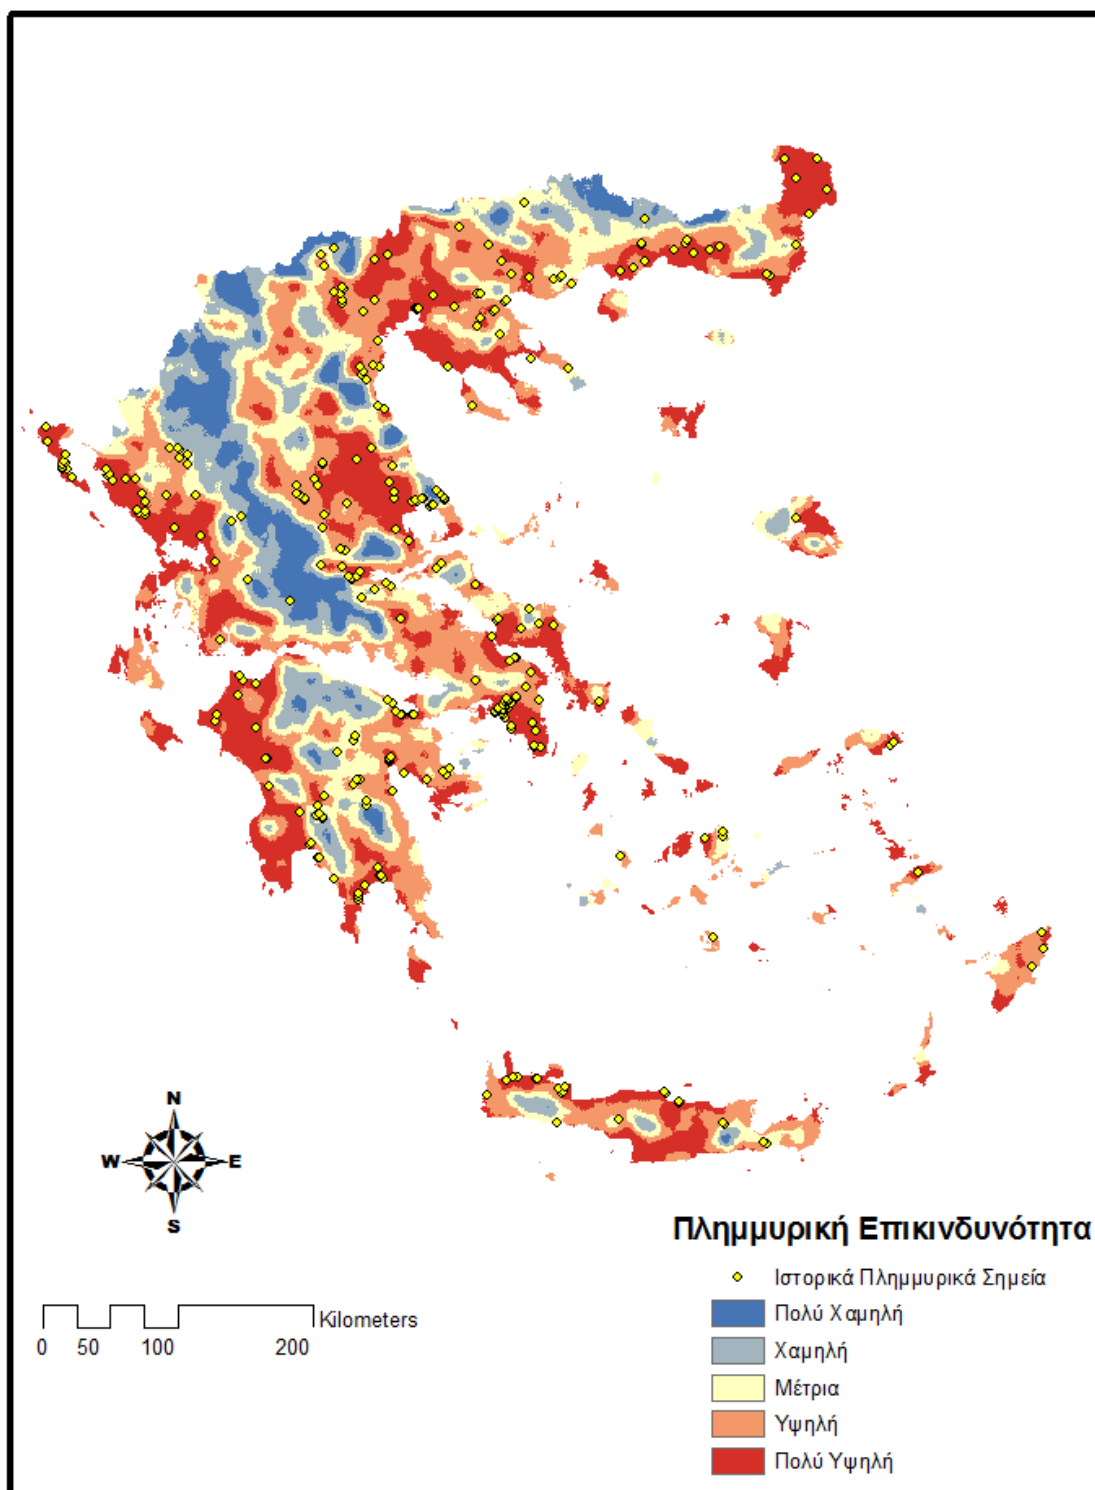 N
W E
S
Πλημμυρική Επικινδυνότητα
Ιστορικά Πλημμυρικά Σημεία
Πολύ Χαμηλή
Χαμηλή
Μέτρια
Υψηλή
Πολύ Υψηλή
Kilometers
0 50 100 200